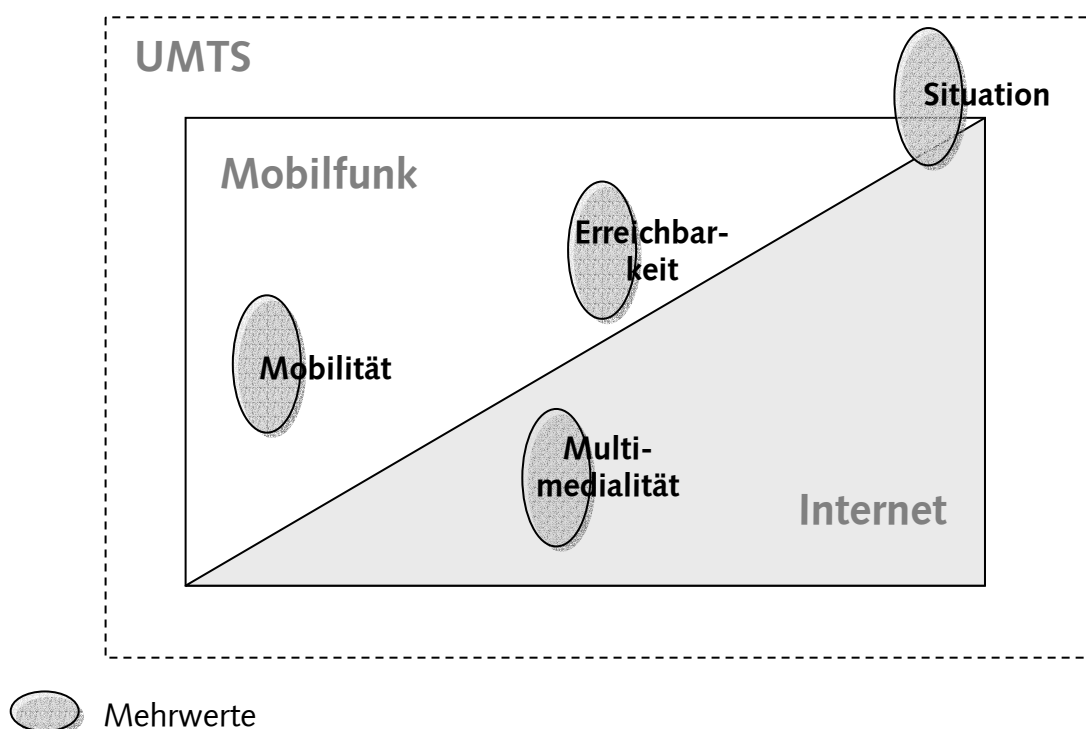 UMTS
Situation
Mobilfunk
Erreichbar-
keit
Mobilität
Multi-
medialität
Internet
Mehrwerte